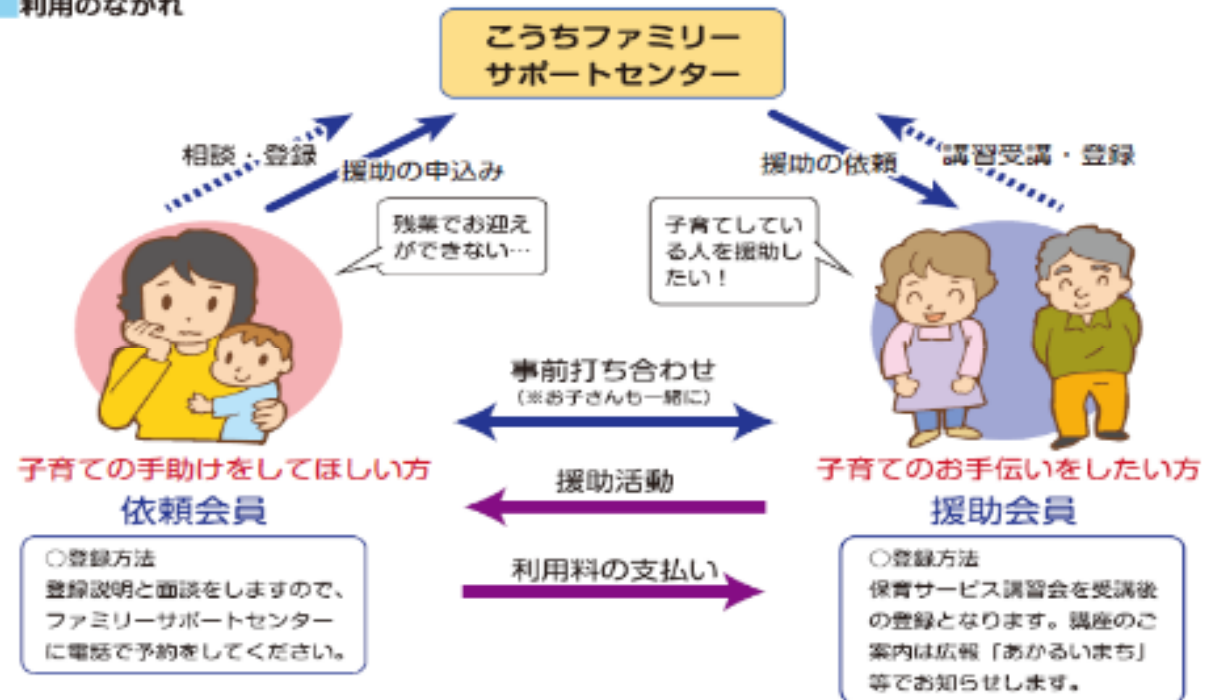 利用のながれ
こうちファミリー
サポートセンター
相談・登録
援助の申込み
援助の依頼
講習受講・登録
残業でお迎え
ができない…
子育てしてい
る人を援助し
たい！
事前打ち合わせ
（※お子さんも一緒に）
援助活動
利用料の支払い
子育ての手助けをしてほしい方
依頼会員
○登録方法
登録説明と面談をしますので、
ファミリーサポートセンター
に電話で予約をしてください。
子育てのお手伝いをしたい方
援助会員
○登録方法
保育サービス講習会を受講後
の登録となります。講座のご
案内は広報「あかるいまち」
等でお知らせします。